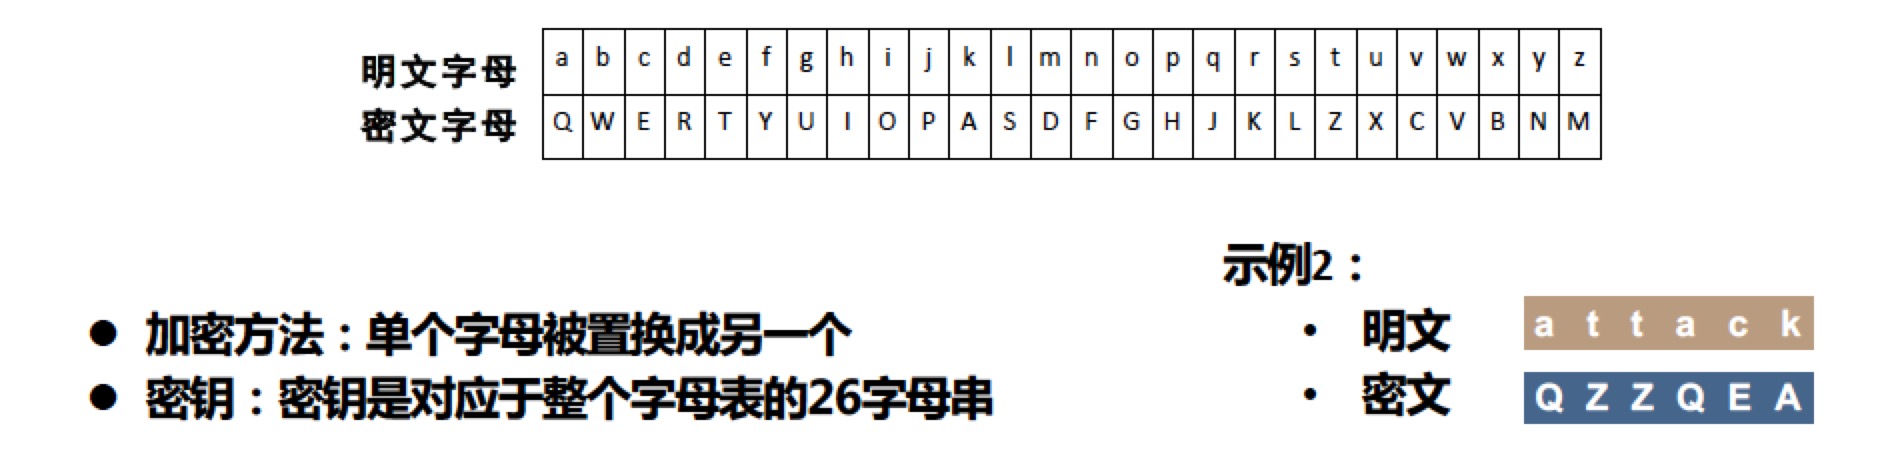 明文字母 a b c d e f g h i j k l m n o p q r s t u v w x y z
密文字母 Q W E R T Y U I O P A S D F G H J K L Z X C V B N M
示例2：
● 加密方法：单个字母被置换成另一个
● 密钥：密钥是对应于整个字母表的26字母串
• 明文 a t t a c k
• 密文 Q Z Z Q E A